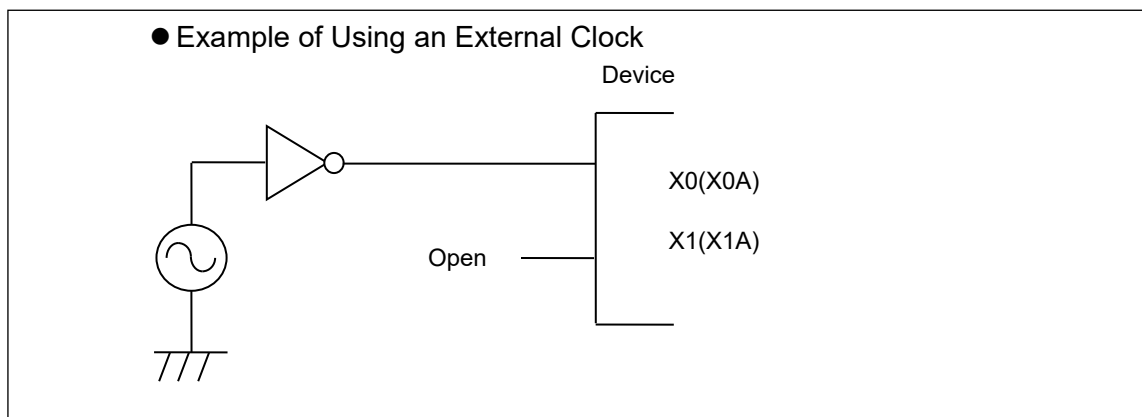 ● Example of Using an External Clock
Device
X0(X0A)
X1(X1A)
Open